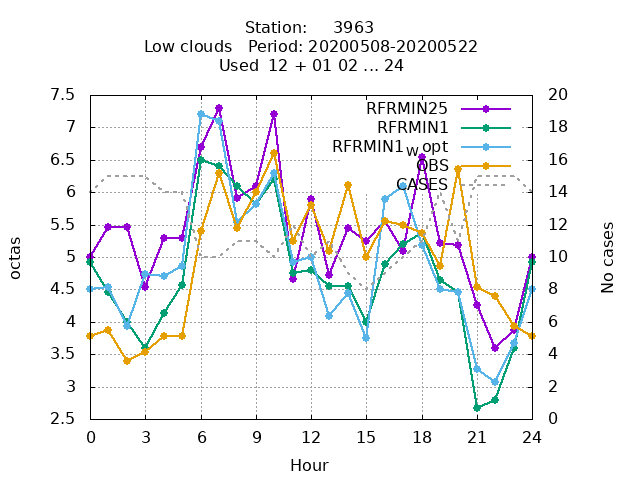 Station:     3963
Low clouds   Period: 20200508-20200522
Used  12 + 01 02 ... 24
RFRMIN25
RFRMIN1
RFRMIN1_w opt
OBS
CASES
7.5
7
6.5
6
5.5
5
4.5
4
3.5
3
2.5
20
18
16
14
12
10
8
6
4
2
0
octas
No cases
0 3 6 9 12 15 18 21 24
Hour